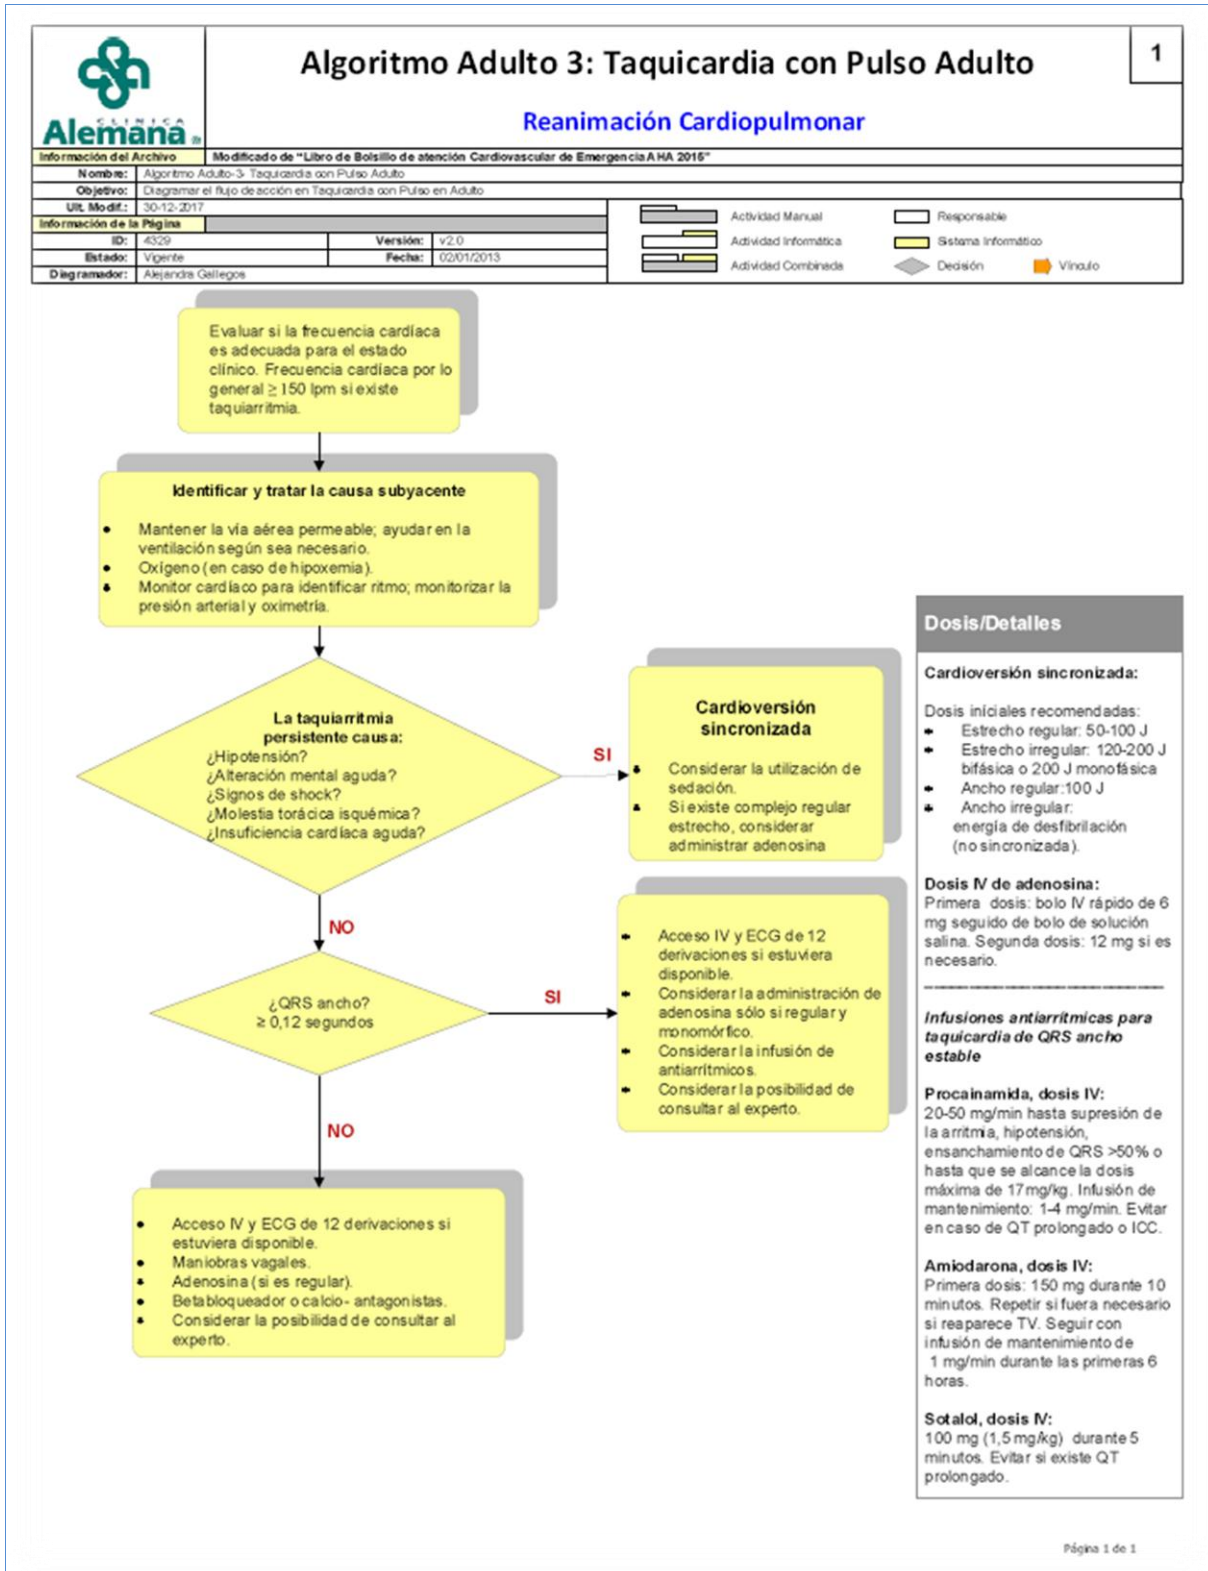 Algoritmo Adulto 3: Taquicardia con Pulso Adulto
1
Reanimación Cardiopulmonar
CLINICA
Alemana
Información del Archivo
Modificado de "Libro de Bolsillo de atención Cardiovascular de Emergencia AHA 2015"
Nombre: Algoritmo Adulto-3- Taquicardia con Pulso Adulto
Objetivo: Diagramar el flujo de acción en Taquicardia con Pulso en Adulto
Ult. Modif.: 30-12-2017
Información de la Página
ID: 4329 Versión: v2.0
Estado: Vigente Fecha: 02/01/2013
Diagramador: Alejandra Gallegos
Actividad Manual
Responsable
Actividad Informática
Sistema Informático
Actividad Combinada
Decisión
Vínculo
Evaluar si la frecuencia cardíaca
es adecuada para el estado
clínico. Frecuencia cardíaca por lo
general ≥ 150 lpm si existe
taquiarritmia.
Identificar y tratar la causa subyacente
• Mantener la vía aérea permeable; ayudar en la
ventilación según sea necesario.
• Oxígeno (en caso de hipoxemia).
• Monitor cardíaco para identificar ritmo; monitorizar la
presión arterial y oximetría.
La taquiarritmia
persistente causa:
¿Hipotensión?
¿Alteración mental aguda?
¿Signos de shock?
¿Molestia torácica isquémica?
¿Insuficiencia cardíaca aguda?
SI
Cardioversión
sincronizada
• Considerar la utilización de
sedación.
• Si existe complejo regular
estrecho, considerar
administrar adenosina
NO
¿QRS ancho?
≥ 0,12 segundos
SI
• Acceso IV y ECG de 12
derivaciones si estuviera
disponible.
• Considerar la administración de
adenosina sólo si regular y
monomórfico.
• Considerar la infusión de
antiarrítmicos.
• Considerar la posibilidad de
consultar al experto.
NO
• Acceso IV y ECG de 12 derivaciones si
estuviera disponible.
• Maniobras vagales.
• Adenosina (si es regular).
• Betabloqueador o calcio- antagonistas.
• Considerar la posibilidad de consultar al
experto.
Dosis/Detalles
Cardioversión sincronizada:
Dosis iníciales recomendadas:
• Estrecho regular: 50-100 J
• Estrecho irregular: 120-200 J
bifásica o 200 J monofásica
• Ancho regular:100 J
• Ancho irregular:
energía de desfibrilación
(no sincronizada).
Dosis IV de adenosina:
Primera dosis: bolo IV rápido de 6
mg seguido de bolo de solución
salina. Segunda dosis: 12 mg si es
necesario.
Infusiones antiarrítmicas para
taquicardia de QRS ancho
estable
Procainamida, dosis IV:
20-50 mg/min hasta supresión de
la arritmia, hipotensión,
ensanchamiento de QRS >50% o
hasta que se alcance la dosis
máxima de 17mg/kg. Infusión de
mantenimiento: 1-4 mg/min. Evitar
en caso de QT prolongado o ICC.
Amiodarona, dosis IV:
Primera dosis: 150 mg durante 10
minutos. Repetir si fuera necesario
si reaparece TV. Seguir con
infusión de mantenimiento de
1 mg/min durante las primeras 6
horas.
Sotalol, dosis IV:
100 mg (1,5 mg/kg) durante 5
minutos. Evitar si existe QT
prolongado.
Página 1 de 1